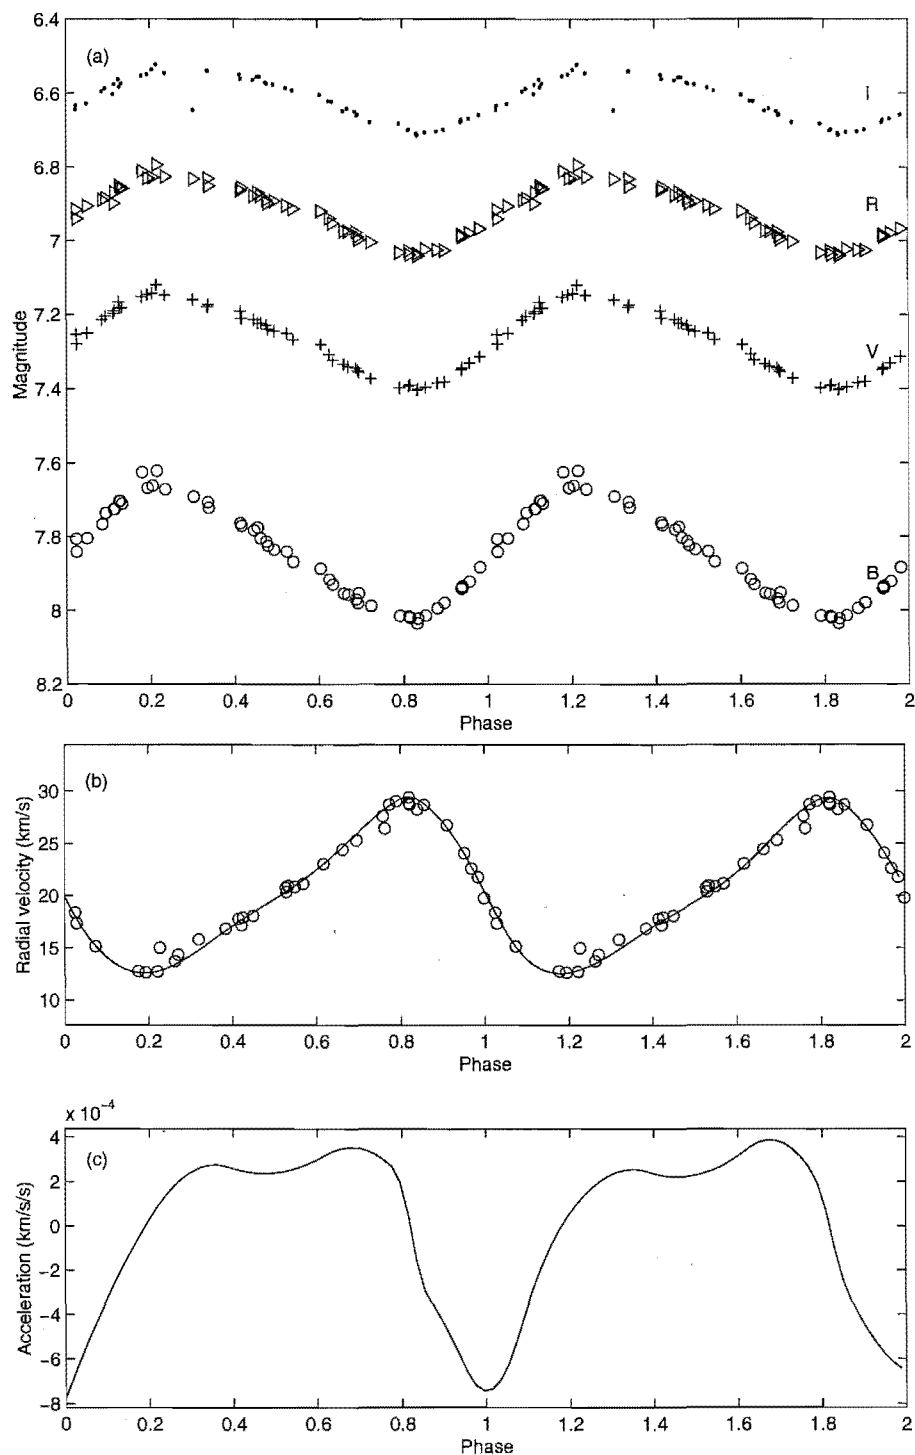 6.4
(a)
I
6.6
6.8
R
7
7.2
V
Magnitude
7.4
7.6
7.8
B
8
8.2
0 0.2 0.4 0.6 0.8 1 1.2 1.4 1.6 1.8 2
Phase
(b)
30
25
20
15
10
Radial velocity (km/s)
0 0.2 0.4 0.6 0.8 1 1.2 1.4 1.6 1.8 2
Phase
x 10⁻⁴
4
(c)
2
0
−2
−4
−6
−8
Acceleration (km/s/s)
0 0.2 0.4 0.6 0.8 1 1.2 1.4 1.6 1.8 2
Phase